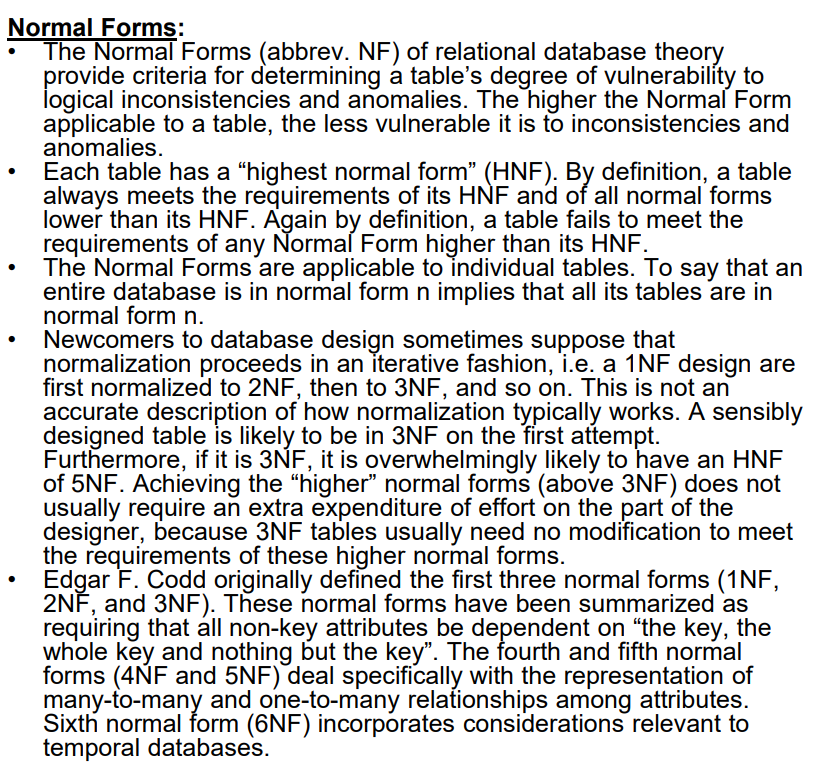 Normal Forms:
• The Normal Forms (abbrev. NF) of relational database theory
provide criteria for determining a table’s degree of vulnerability to
logical inconsistencies and anomalies. The higher the Normal Form
applicable to a table, the less vulnerable it is to inconsistencies and
anomalies.
• Each table has a “highest normal form” (HNF). By definition, a table
always meets the requirements of its HNF and of all normal forms
lower than its HNF. Again by definition, a table fails to meet the
requirements of any Normal Form higher than its HNF.
• The Normal Forms are applicable to individual tables. To say that an
entire database is in normal form n implies that all its tables are in
normal form n.
• Newcomers to database design sometimes suppose that
normalization proceeds in an iterative fashion, i.e. a 1NF design are
first normalized to 2NF, then to 3NF, and so on. This is not an
accurate description of how normalization typically works. A sensibly
designed table is likely to be in 3NF on the first attempt.
Furthermore, if it is 3NF, it is overwhelmingly likely to have an HNF
of 5NF. Achieving the “higher” normal forms (above 3NF) does not
usually require an extra expenditure of effort on the part of the
designer, because 3NF tables usually need no modification to meet
the requirements of these higher normal forms.
• Edgar F. Codd originally defined the first three normal forms (1NF,
2NF, and 3NF). These normal forms have been summarized as
requiring that all non-key attributes be dependent on “the key, the
whole key and nothing but the key”. The fourth and fifth normal
forms (4NF and 5NF) deal specifically with the representation of
many-to-many and one-to-many relationships among attributes.
Sixth normal form (6NF) incorporates considerations relevant to
temporal databases.